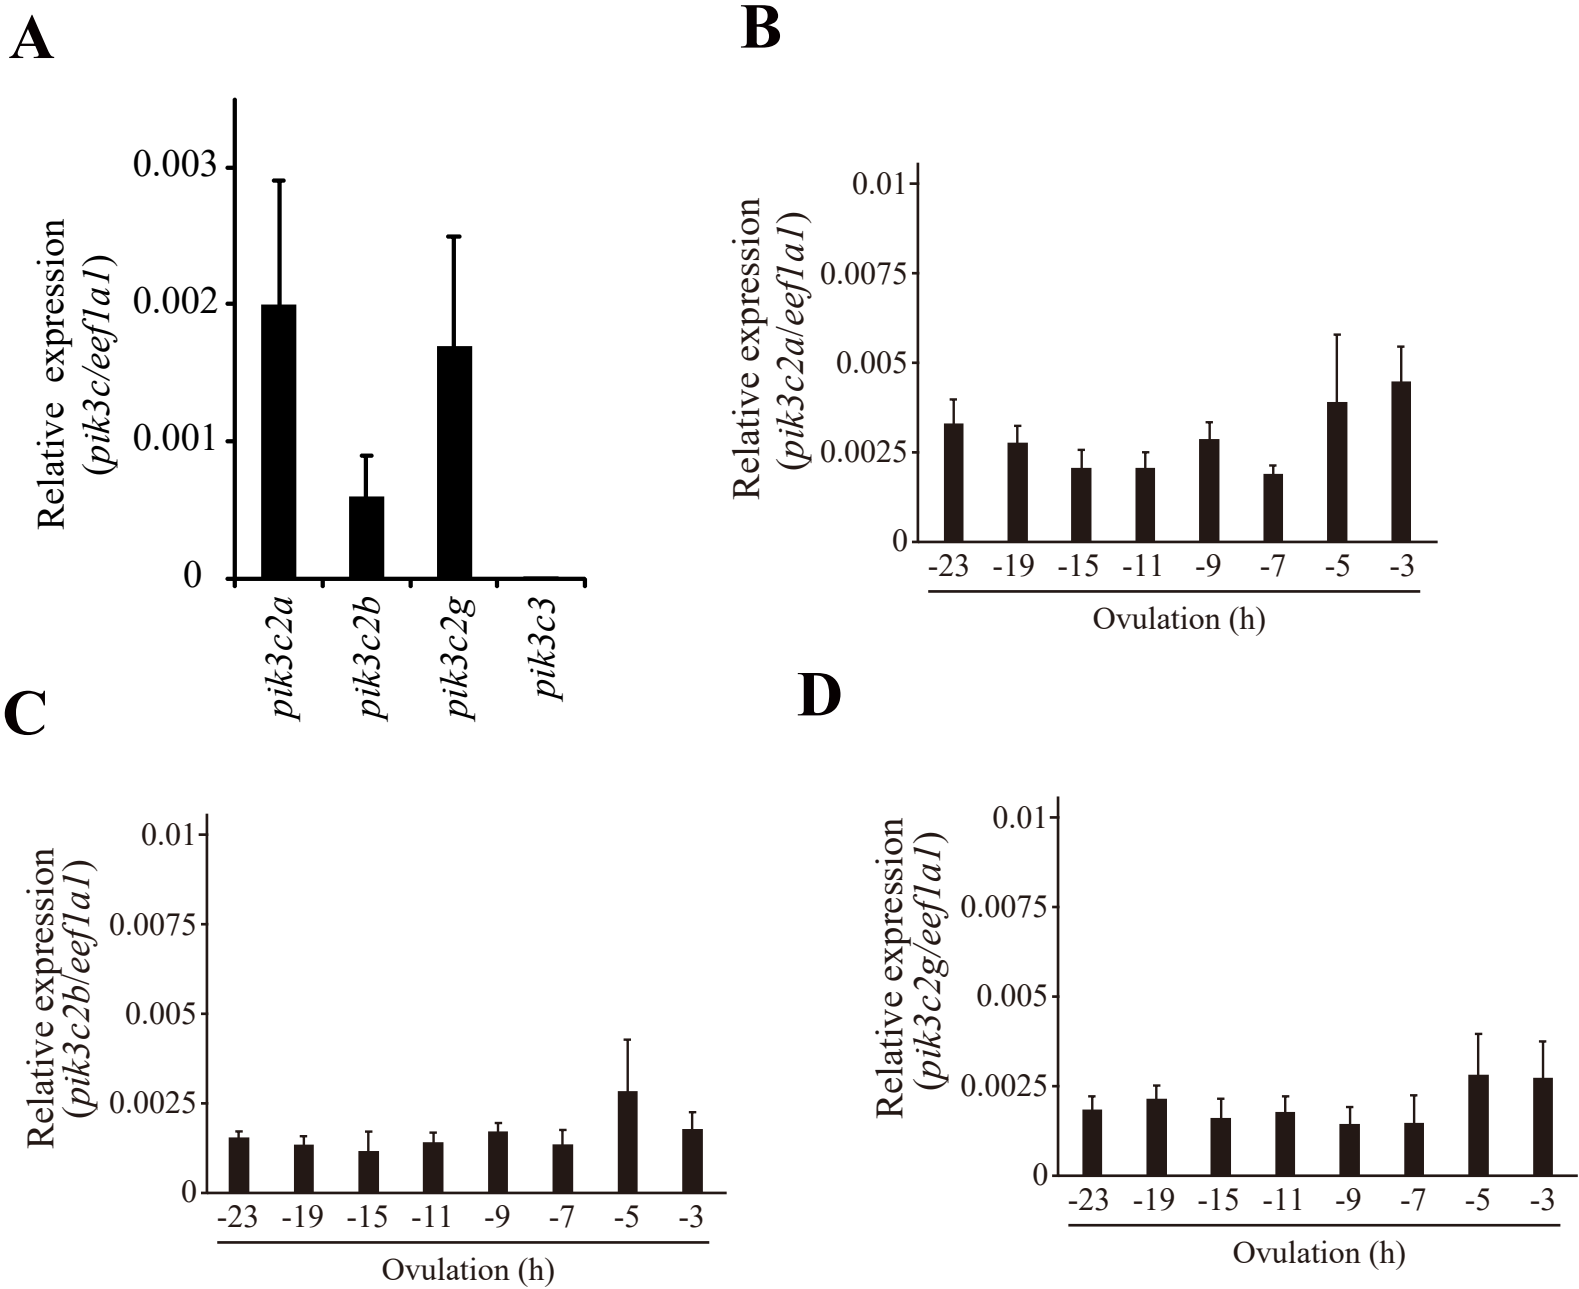 A
Relative expression
(pik3c/eef1a1)
0.003
0.002
0.001
0
pik3c2a
pik3c2b
pik3c2g
pik3c3
B
Relative expression
(pik3c2a/eef1a1)
0.01
0.0075
0.005
0.0025
0
-23 -19 -15 -11 -9 -7 -5 -3
Ovulation (h)
C
Relative expression
(pik3c2b/eef1a1)
0.01
0.0075
0.005
0.0025
0
-23 -19 -15 -11 -9 -7 -5 -3
Ovulation (h)
D
Relative expression
(pik3c2g/eef1a1)
0.01
0.0075
0.005
0.0025
0
-23 -19 -15 -11 -9 -7 -5 -3
Ovulation (h)